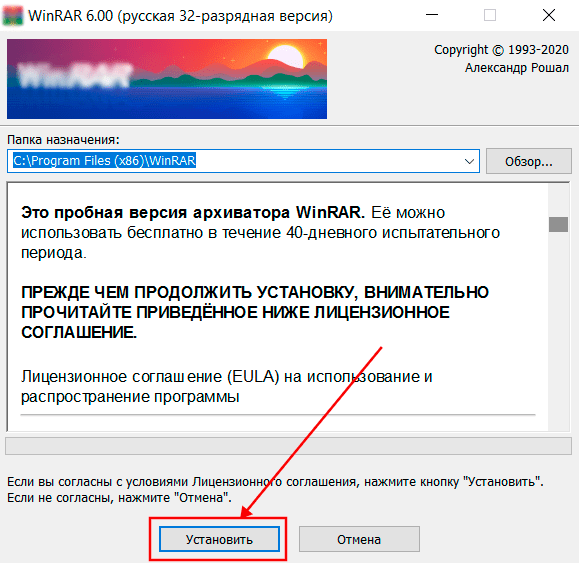 WinRAR 6.00 (русская 32-разрядная версия)
WinRAR
Copyright © 1993-2020
Александр Рошал
Папка назначения:
C:\Program Files (x86)\WinRAR
Обзор...
Это пробная версия архиватора WinRAR. Её можно
использовать бесплатно в течение 40-дневного испытательного
периода.
ПРЕЖДЕ ЧЕМ ПРОДОЛЖИТЬ УСТАНОВКУ, ВНИМАТЕЛЬНО
ПРОЧИТАЙТЕ ПРИВЕДЁННОЕ НИЖЕ ЛИЦЕНЗИОННОЕ
СОГЛАШЕНИЕ.
Лицензионное соглашение (EULA) на использование и
распространение программы
Если вы согласны с условиями Лицензионного соглашения, нажмите кнопку "Установить".
Если не согласны, нажмите "Отмена".
Установить
Отмена